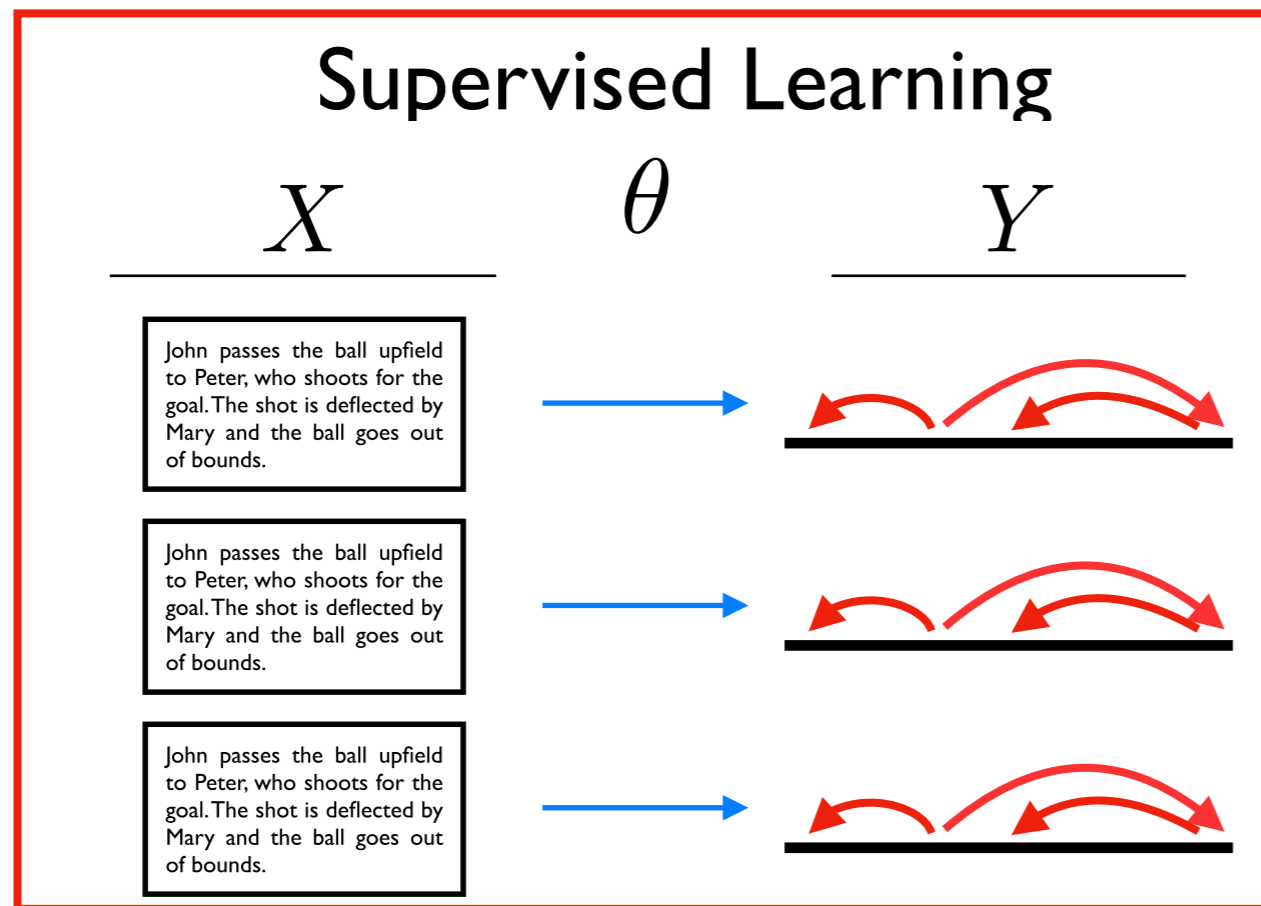 Supervised Learning
X θ Y
John passes the ball upfield
to Peter, who shoots for the
goal. The shot is deflected by
Mary and the ball goes out
of bounds.
John passes the ball upfield
to Peter, who shoots for the
goal. The shot is deflected by
Mary and the ball goes out
of bounds.
John passes the ball upfield
to Peter, who shoots for the
goal. The shot is deflected by
Mary and the ball goes out
of bounds.